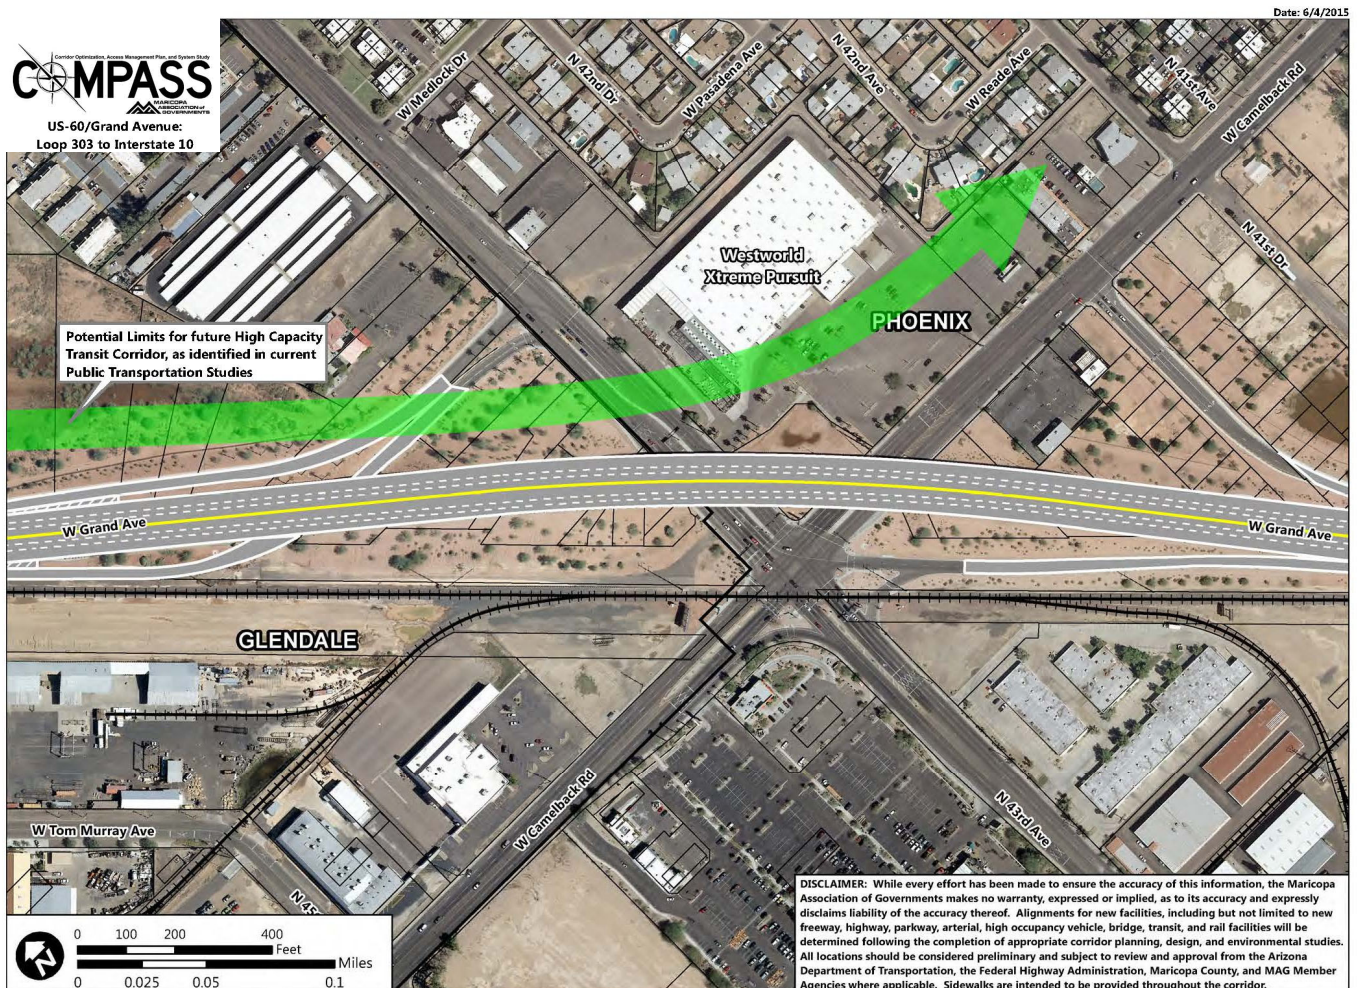 Date: 6/4/2015
Corridor Optimization, Access Management Plan, and System Study
COMPASS
MARICOPA
ASSOCIATION of
GOVERNMENTS
US-60/Grand Avenue:
Loop 303 to Interstate 10
W Medlock Dr
N 42nd Dr
W Pasadena Ave
N 42nd Ave
W Reade Ave
N 41st Ave
W Camelback Rd
N 41st Dr
Westworld
Xtreme Pursuit
PHOENIX
Potential Limits for future High Capacity
Transit Corridor, as identified in current
Public Transportation Studies
W Grand Ave
W Grand Ave
GLENDALE
W Tom Murray Ave
W Camelback Rd
N 43rd Ave
N 45
0 100 200 400
Feet
Miles
0 0.025 0.05 0.1
DISCLAIMER: While every effort has been made to ensure the accuracy of this information, the Maricopa
Association of Governments makes no warranty, expressed or implied, as to its accuracy and expressly
disclaims liability of the accuracy thereof. Alignments for new facilities, including but not limited to new
freeway, highway, parkway, arterial, high occupancy vehicle, bridge, transit, and rail facilities will be
determined following the completion of appropriate corridor planning, design, and environmental studies.
All locations should be considered preliminary and subject to review and approval from the Arizona
Department of Transportation, the Federal Highway Administration, Maricopa County, and MAG Member
Agencies where applicable. Sidewalks are intended to be provided throughout the corridor.